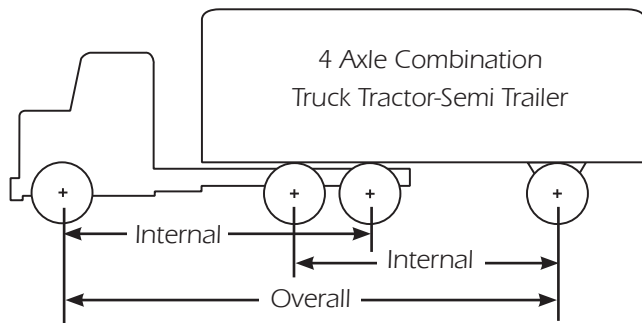 4 Axle Combination
Truck Tractor-Semi Trailer
Internal
Internal
Overall